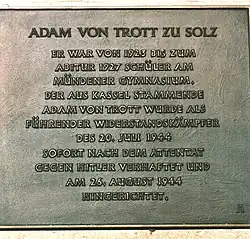 ADAM VON TROTT ZU SOLZ
ER WAR VON 1923 BIS ZUM
ABITUR 1927 SCHÜLER AM
MÜNDENER GYMNASIUM.
DER AUS KASSEL STAMMENDE
ADAM VON TROTT WURDE ALS
FÜHRENDER WIDERSTANDSKÄMPFER
DES 20. JULI 1944
SOFORT NACH DEM ATTENTAT
GEGEN HITLER VERHAFTET UND
AM 26. AUGUST 1944
HINGERICHTET.